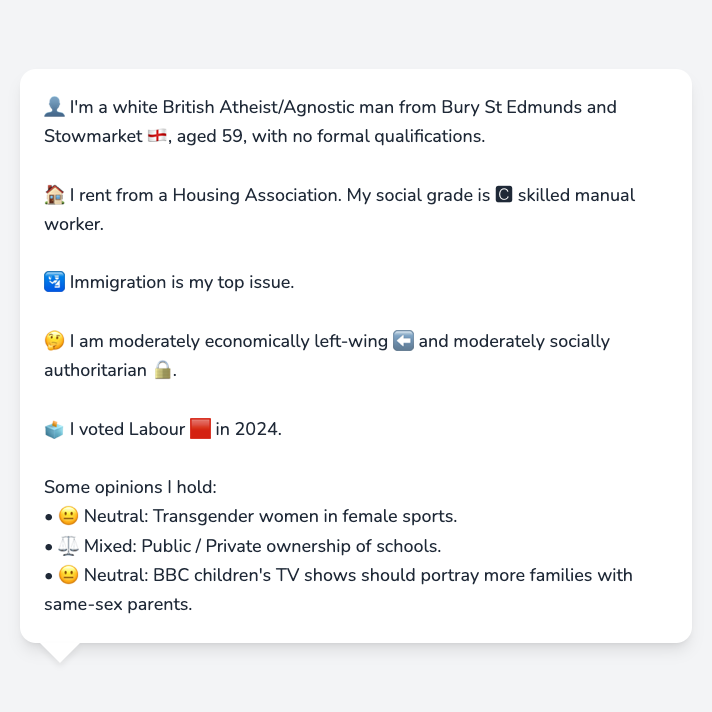 👤 I'm a white British Atheist/Agnostic man from Bury St Edmunds and
Stowmarket 🏴󠁧󠁢󠁥󠁮󠁧󠁿, aged 59, with no formal qualifications.
🏠 I rent from a Housing Association. My social grade is 🅲 skilled manual
worker.
🛂 Immigration is my top issue.
🤔 I am moderately economically left-wing ⬅️ and moderately socially
authoritarian 🔒.
🗳️ I voted Labour 🟥 in 2024.
Some opinions I hold:
• 😐 Neutral: Transgender women in female sports.
• ⚖️ Mixed: Public / Private ownership of schools.
• 😐 Neutral: BBC children's TV shows should portray more families with
same-sex parents.